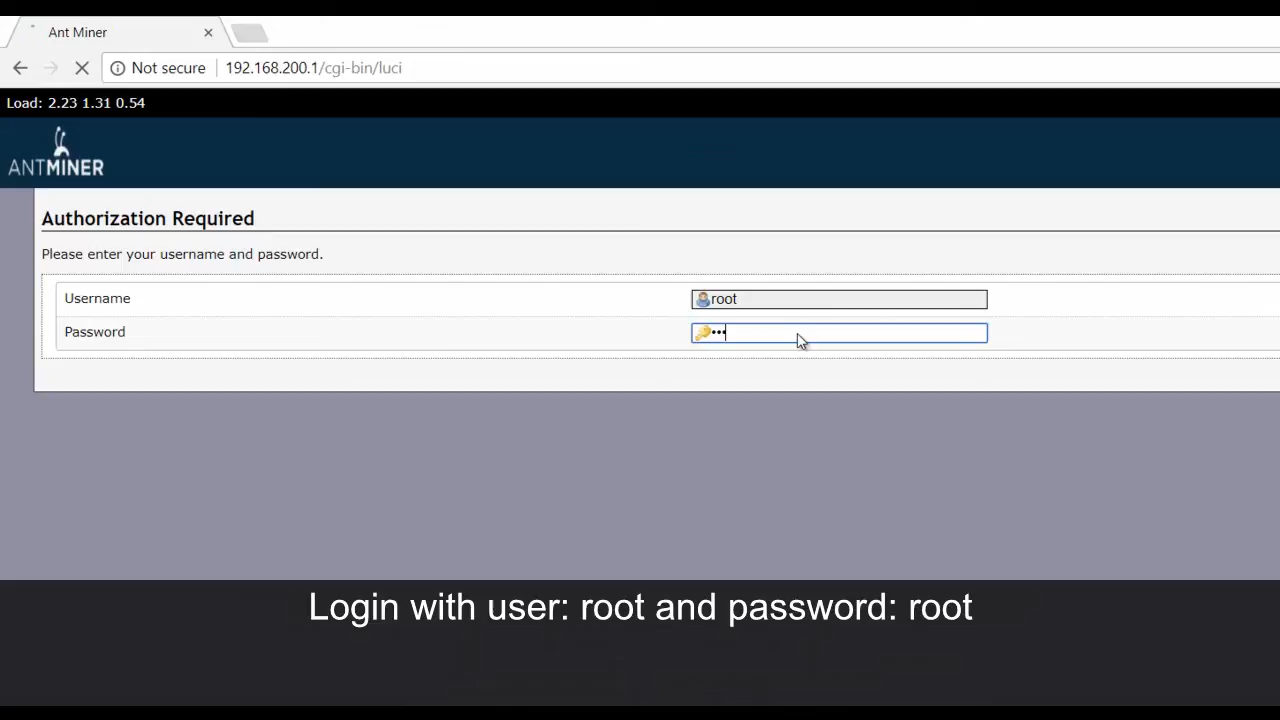 Ant Miner
Not secure 192.168.200.1/cgi-bin/luci
Load: 2.23 1.31 0.54
ANTMINER
Authorization Required
Please enter your username and password.
Username root
Password •••
Login with user: root and password: root